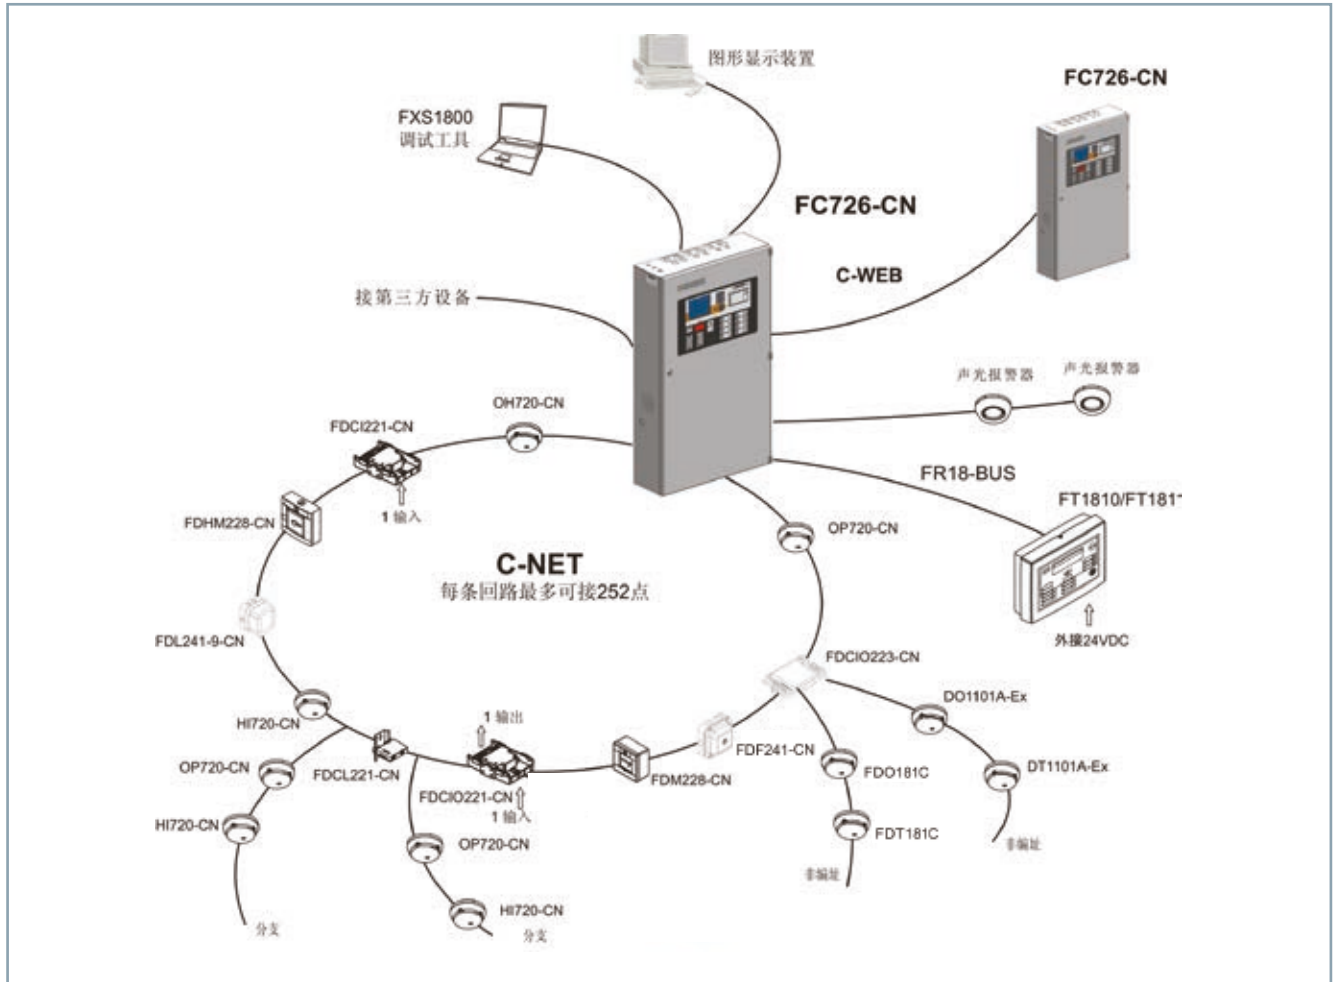 图形显示装置
FC726-CN
FXS1800
调试工具
FC726-CN
C-WEB
接第三方设备
声光报警器
声光报警器
OH720-CN
FDCI221-CN
1 输入
FR18-BUS
FT1810/FT181
FDHM228-CN
OP720-CN
C-NET
每条回路最多可接252点
外接24VDC
FDL241-9-CN
FDCIO223-CN
DO1101A-Ex
HI720-CN
1 输出
FDF241-CN
OP720-CN
FDCL221-CN
FDM228-CN
FDO181C
DT1101A-Ex
FDCIO221-CN
1 输入
HI720-CN
OP720-CN
FDT181C
非编址
非编址
HI720-CN
分支
分支